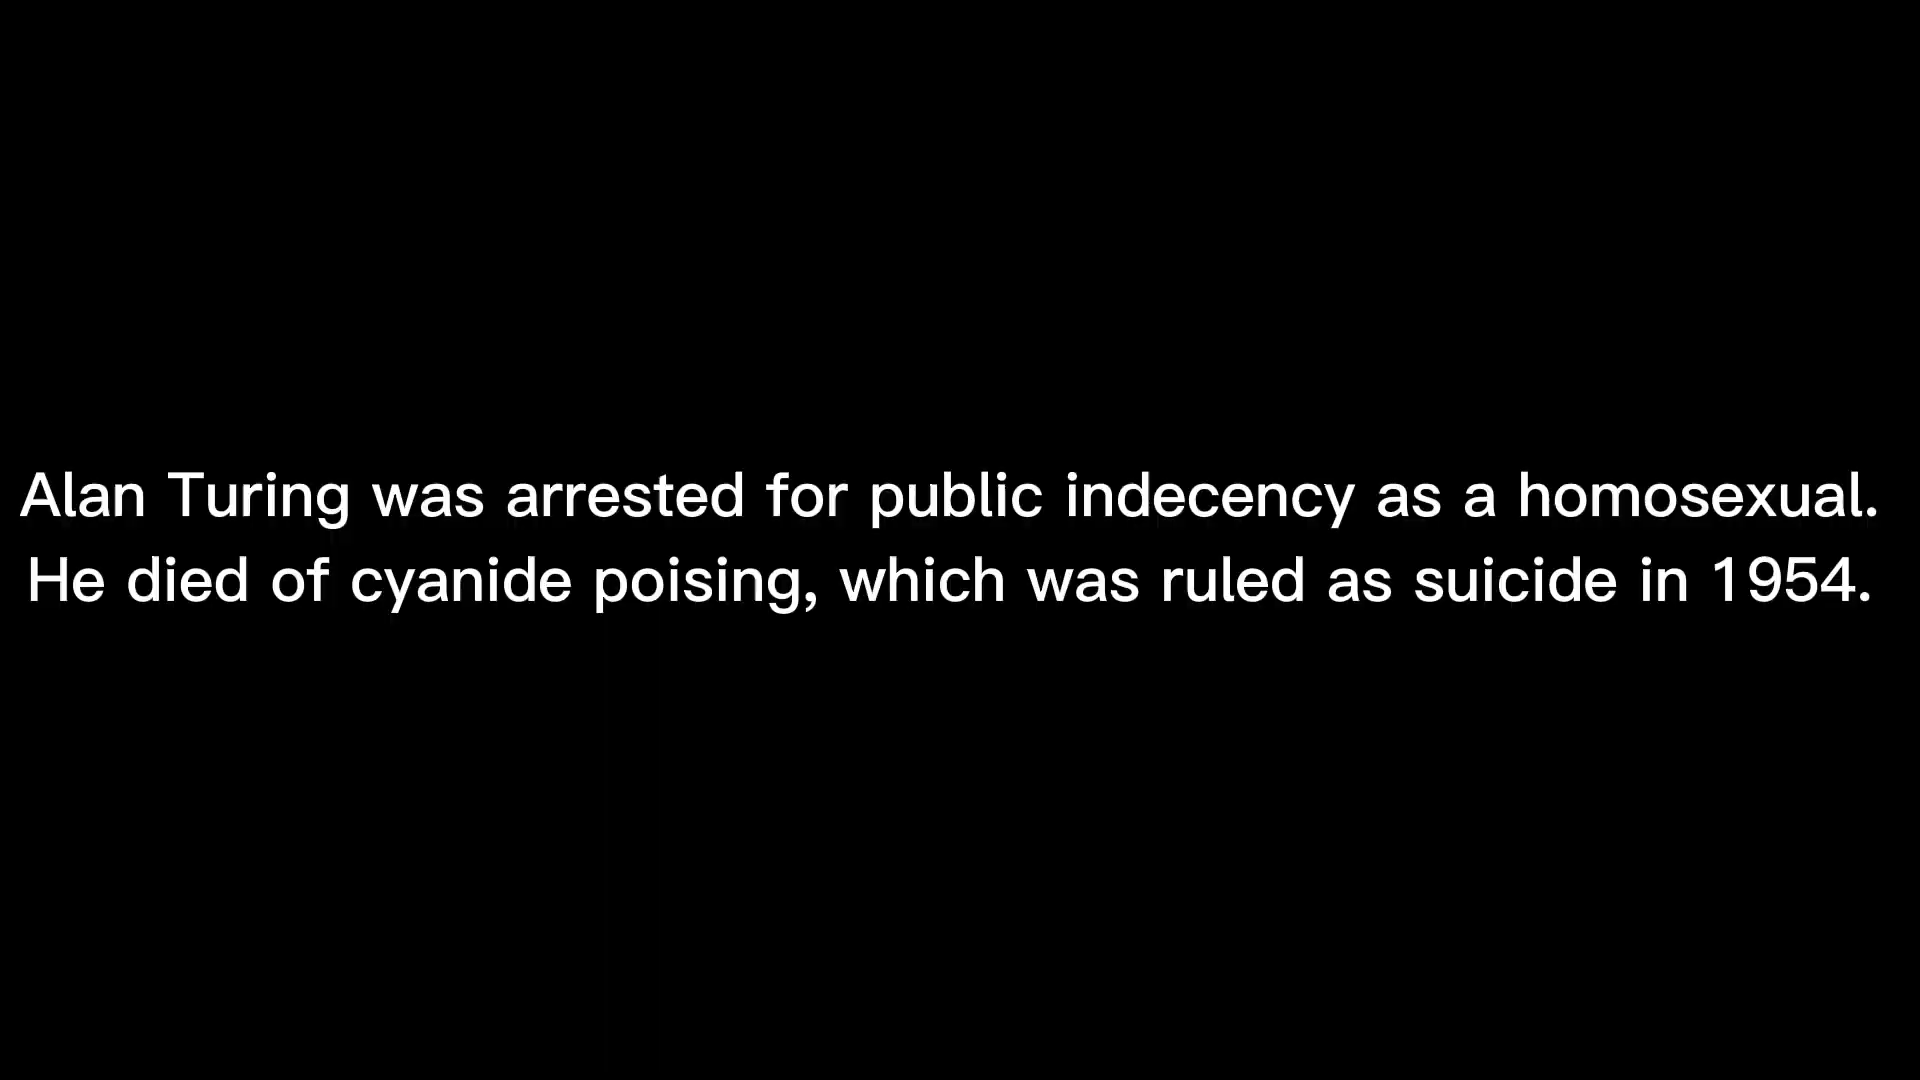 Alan Turing was arrested for public indecency as a homosexual.
He died of cyanide poising, which was ruled as suicide in 1954.